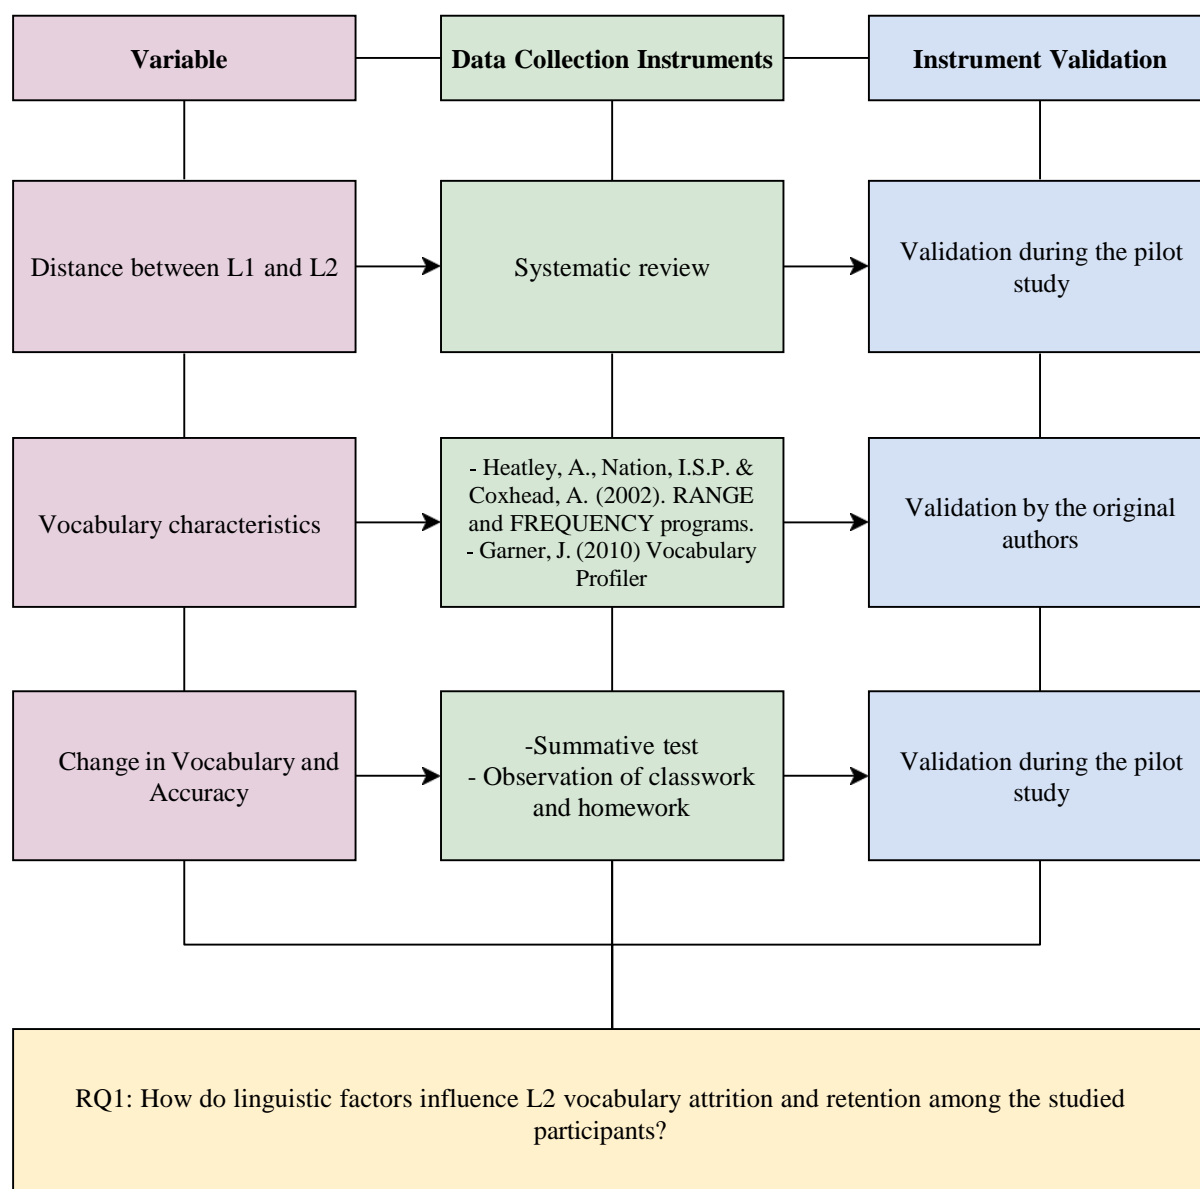 Variable
Data Collection Instruments
Instrument Validation
Distance between L1 and L2
Systematic review
Validation during the pilot
study
Vocabulary characteristics
- Heatley, A., Nation, I.S.P. &
Coxhead, A. (2002). RANGE
and FREQUENCY programs.
- Garner, J. (2010) Vocabulary
Profiler
Validation by the original
authors
Change in Vocabulary and
Accuracy
-Summative test
- Observation of classwork
and homework
Validation during the pilot
study
RQ1: How do linguistic factors influence L2 vocabulary attrition and retention among the studied
participants?